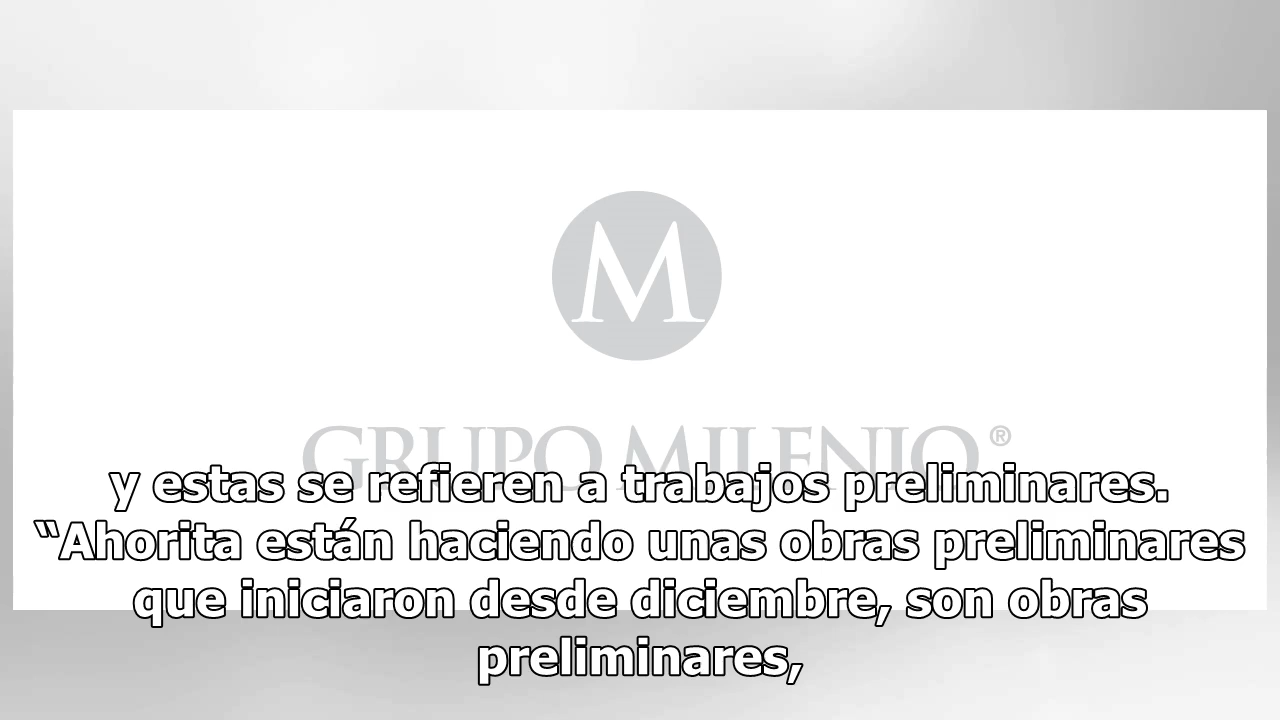 M
GRUPO MILENIO®
y estas se refieren a trabajos preliminares.
“Ahorita están haciendo unas obras preliminares
que iniciaron desde diciembre, son obras
preliminares,